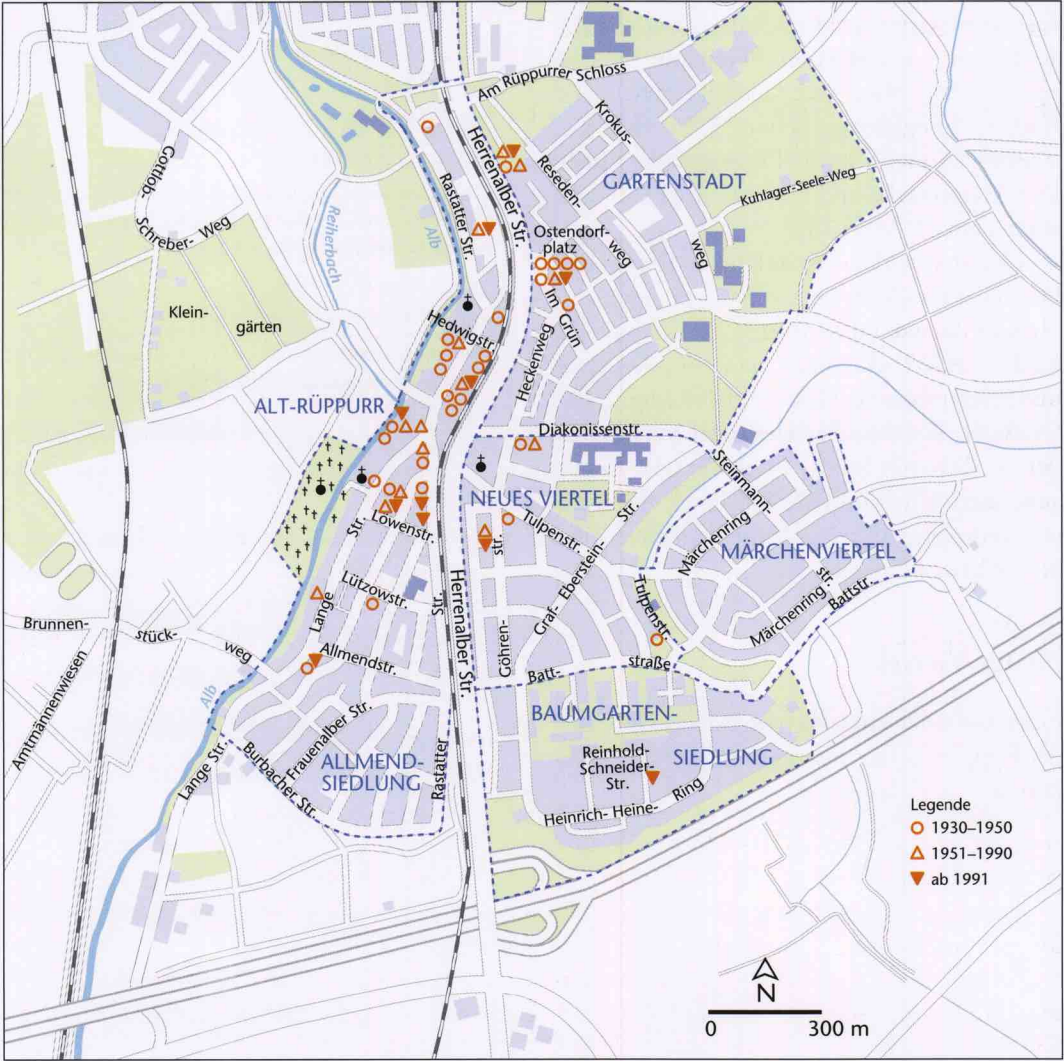 Am Rüppurrer Schloss
Krokus-
Gottlob-
Herrenalber Str.
Reseden-
GARTENSTADT
Kuhlager-Seele-Weg
Rastatter Str.
Schreber- Weg
Reiherbach
Alb
Ostendorf-
platz
weg
weg
Im Grün
Klein-
gärten
Hedwigstr.
Heckenweg
ALT-RÜPPURR
Diakonissenstr.
Steinmann-
str.
NEUES VIERTEL
Str.
Löwenstr.
Tulpenstr.
Märchenring
MÄRCHENVIERTEL
Graf- Eberstein-
Str.
Lützowstr.
Lange
Str.
Herrenalber Str.
Göhren-
str.
Tulpenstr.
Märchenring
Battstr.
Brunnen-
stück-
weg
Allmendstr.
Batt-
straße
Amtmännenwiesen
Alb
BAUMGARTEN-
SIEDLUNG
Frauenalber Str.
Lange Str.
Burbacher Str.
ALLMEND-
SIEDLUNG
Rastatter
Reinhold-
Schneider-
Str.
Heinrich- Heine- Ring
Legende
1930–1950
1951–1990
ab 1991
N
0 300 m